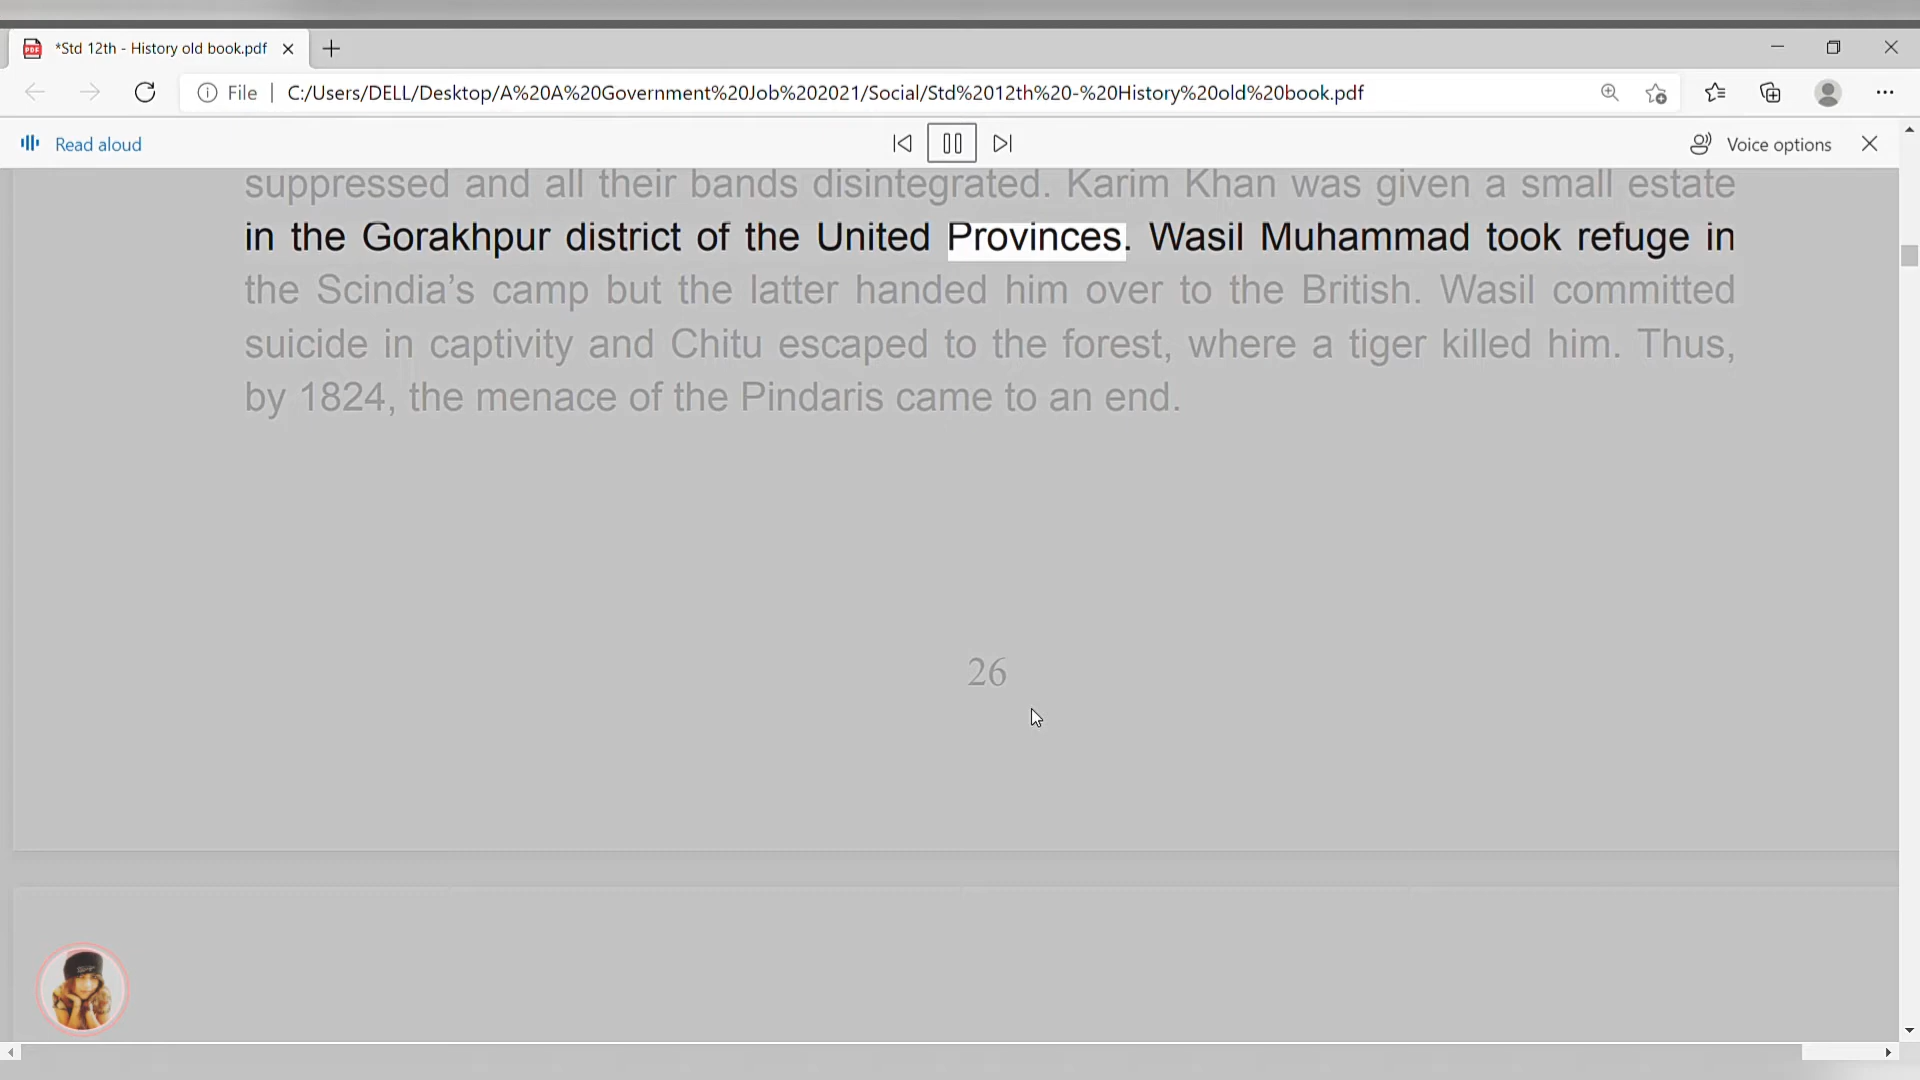 *Std 12th - History old book.pdf
File
C:/Users/DELL/Desktop/A%20A%20Government%20Job%202021/Social/Std%2012th%20-%20History%20old%20book.pdf
Read aloud
Voice options
suppressed and all their bands disintegrated. Karim Khan was given a small estate
in the Gorakhpur district of the United Provinces. Wasil Muhammad took refuge in
the Scindia’s camp but the latter handed him over to the British. Wasil committed
suicide in captivity and Chitu escaped to the forest, where a tiger killed him. Thus,
by 1824, the menace of the Pindaris came to an end.
26